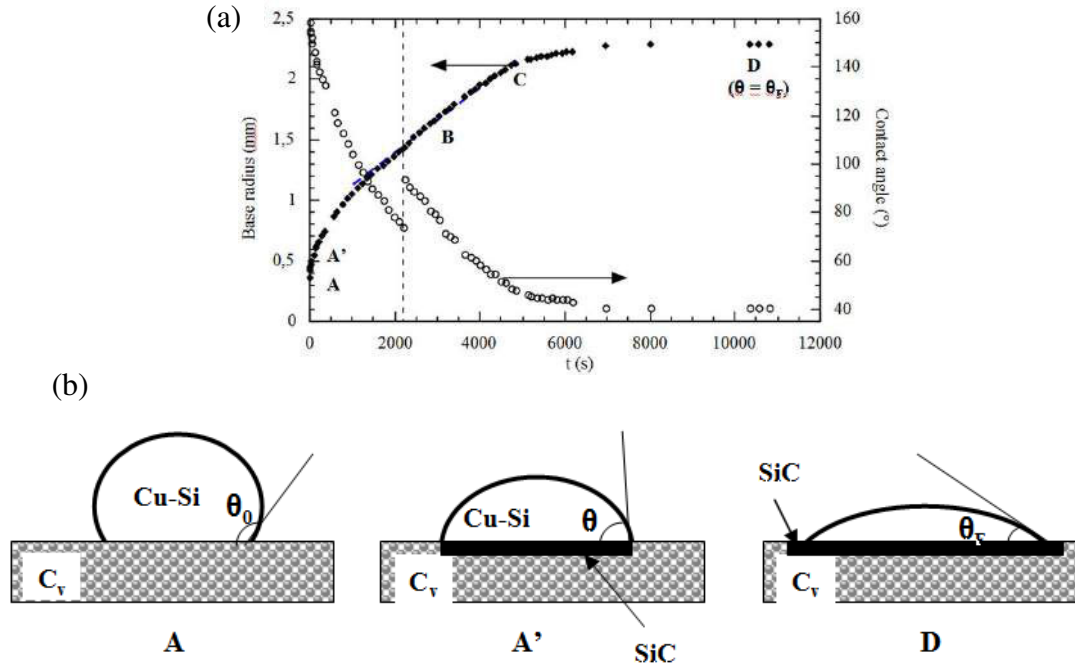 (a)
2,5
2
1,5
1
0,5
0
Base radius (mm)
160
140
120
100
80
60
40
Contact angle (°)
A'
A
B
C
D
(θ = θF)
0 2000 4000 6000 8000 10000 12000
t (s)
(b)
Cu-Si
θ0
Cv
A
Cu-Si
θ
Cv
A'
SiC
SiC
θF
Cv
D